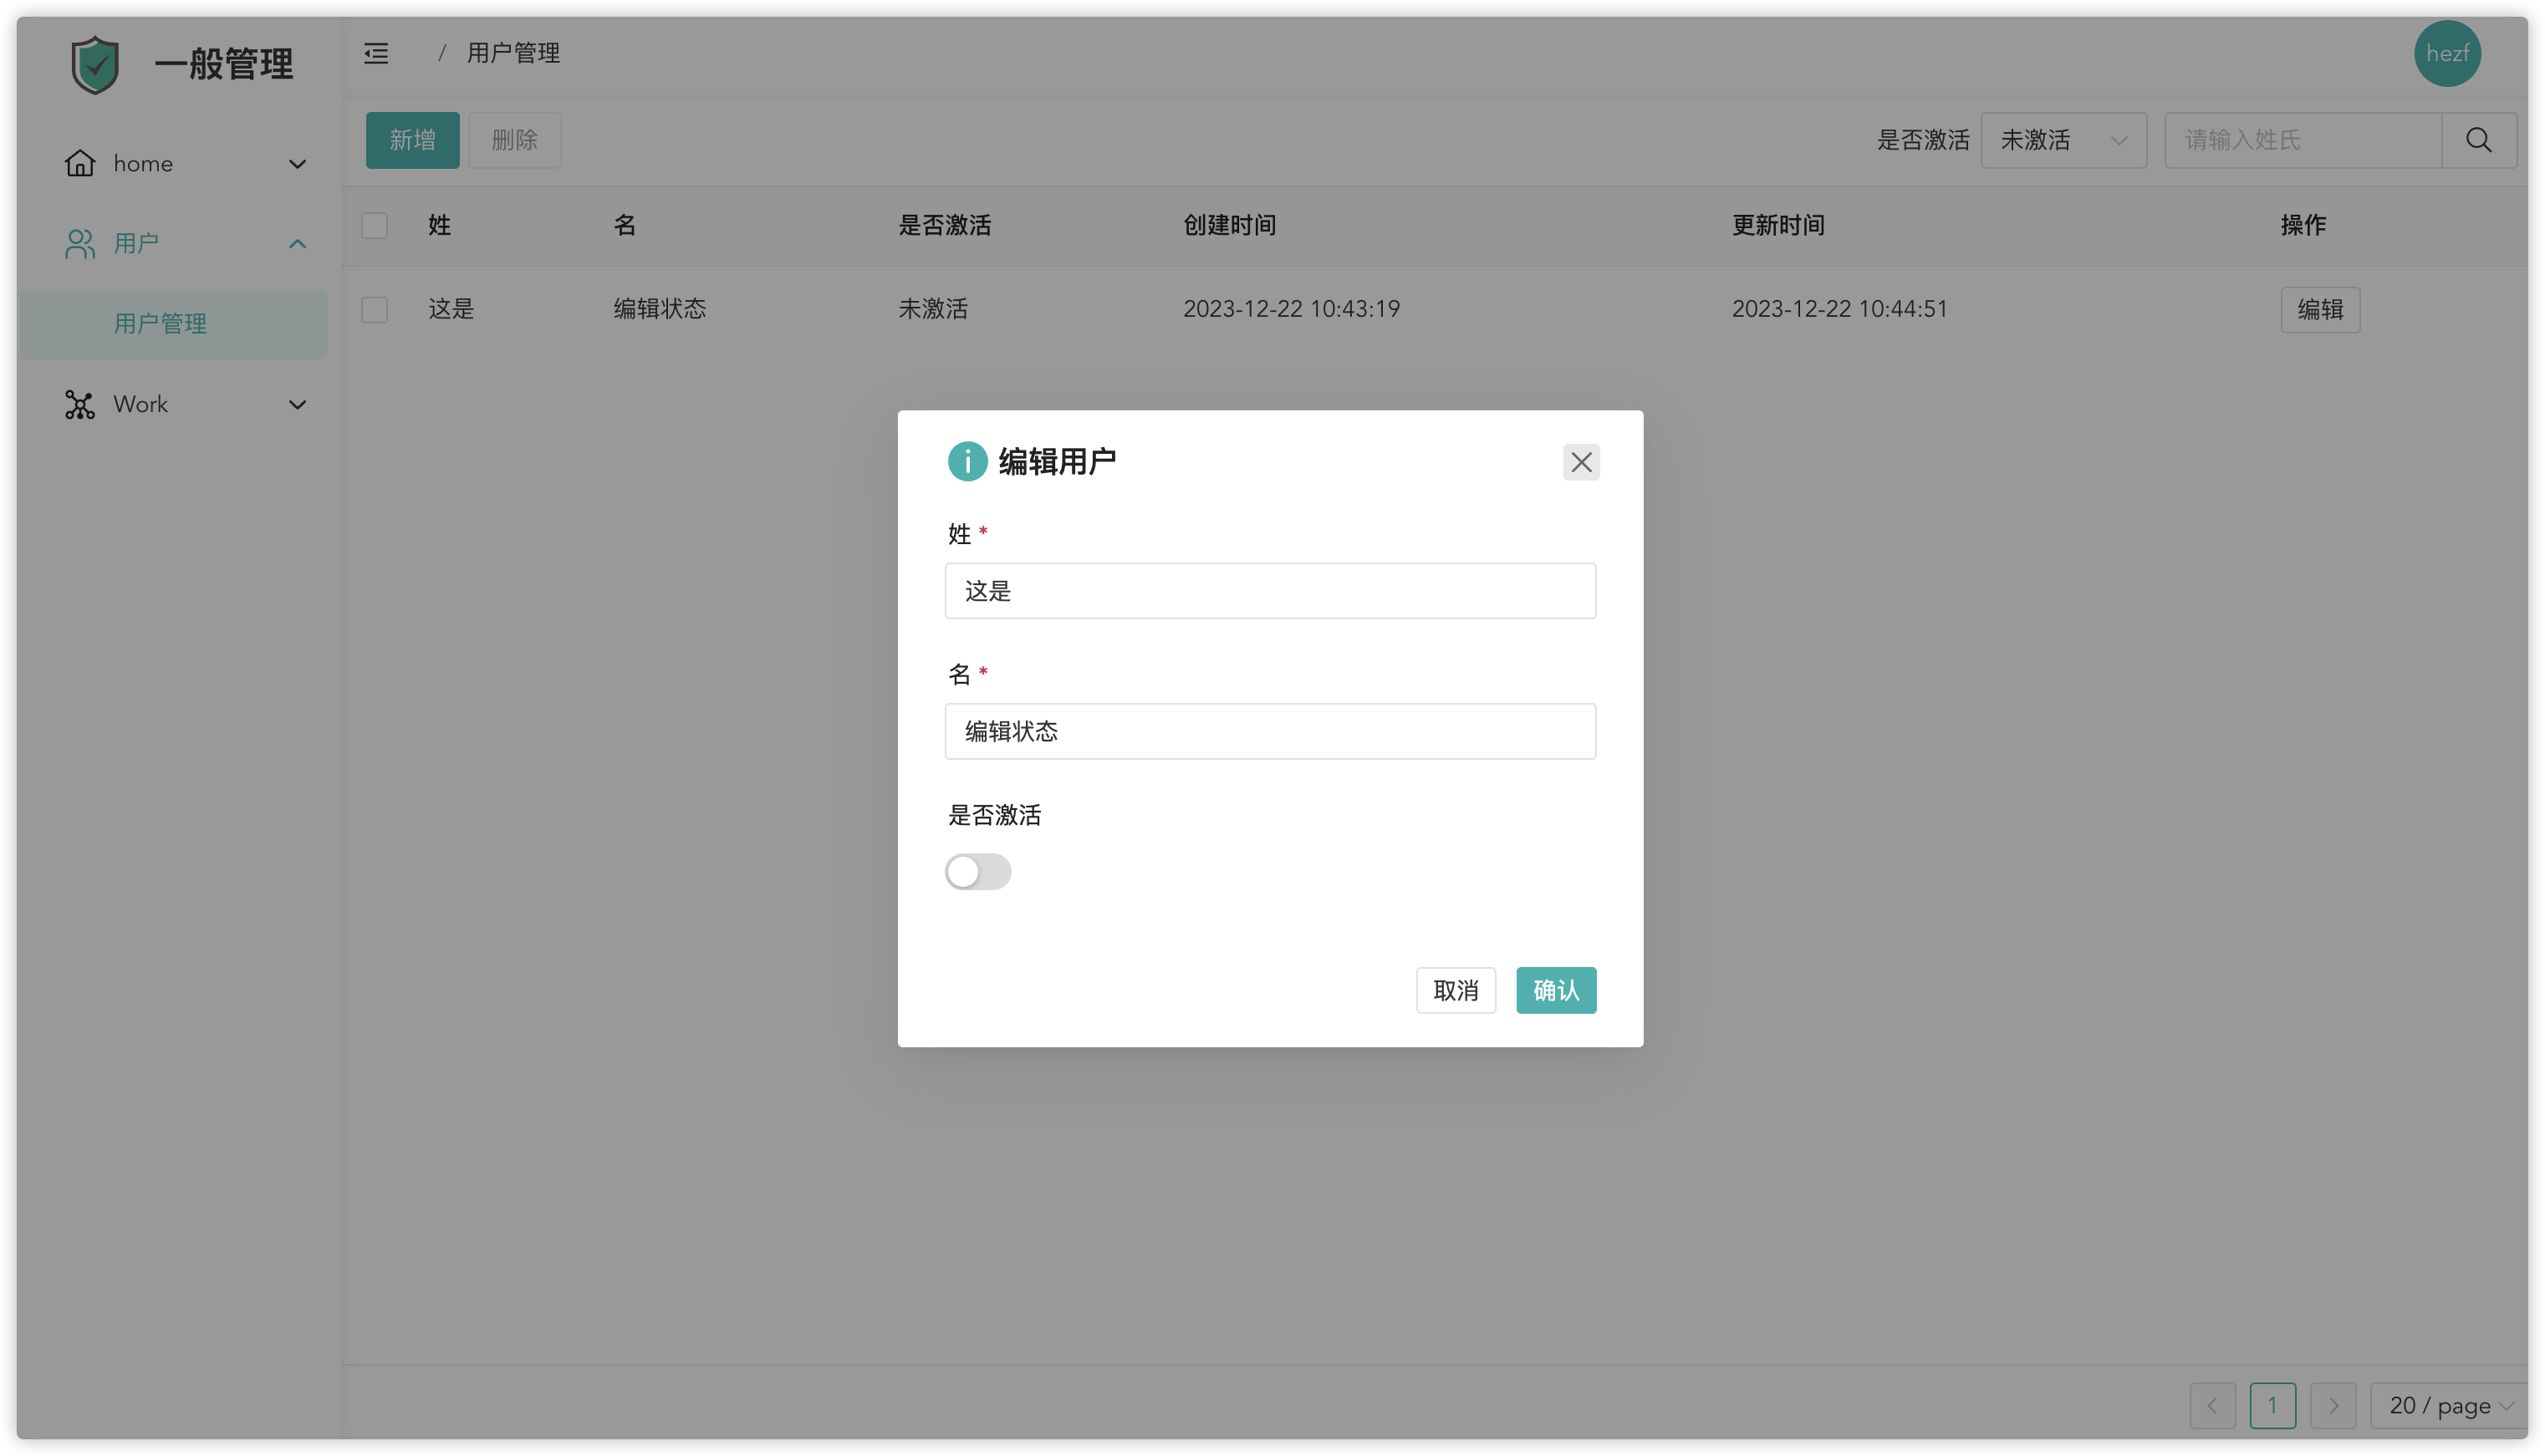 一般管理
/ 用户管理
hezf
home
用户
用户管理
Work
新增 删除
是否激活 未激活 请输入姓氏
姓 名 是否激活 创建时间 更新时间 操作
这是 编辑状态 未激活 2023-12-22 10:43:19 2023-12-22 10:44:51 编辑
编辑用户
姓 *
这是
名 *
编辑状态
是否激活
取消 确认
1 20 / page